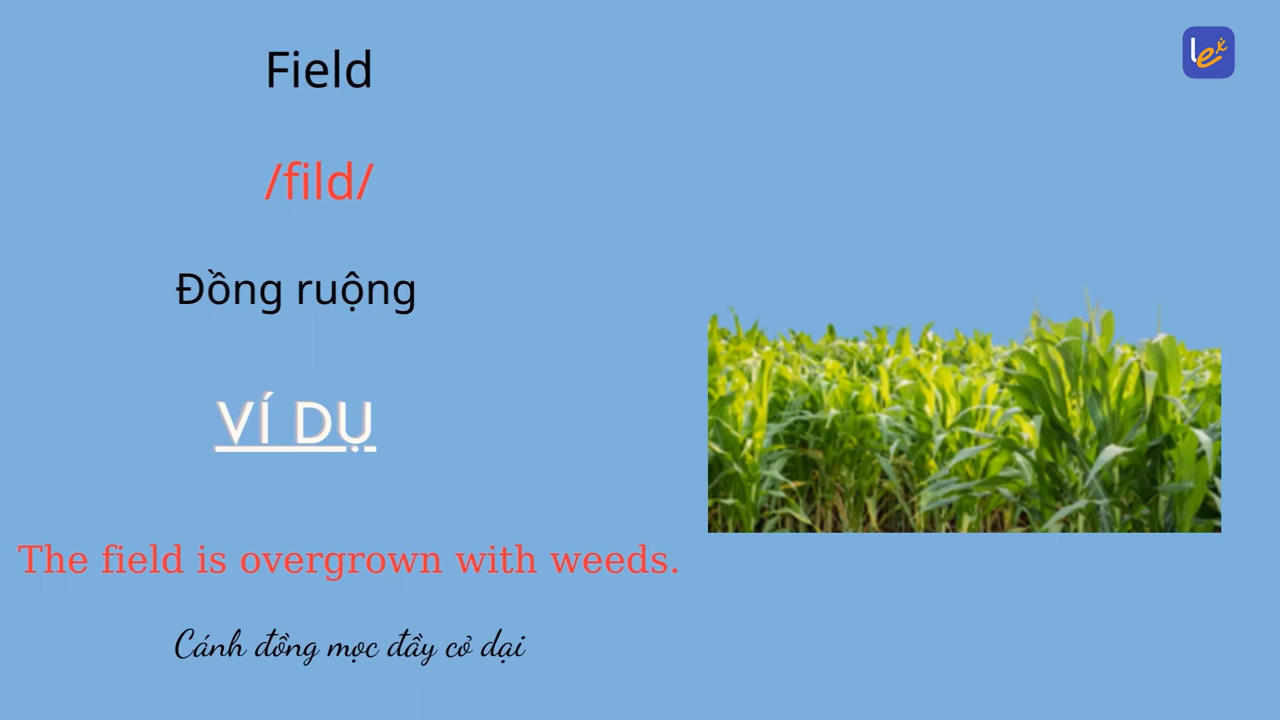 Field
/fild/
Đồng ruộng
VÍ DỤ
The field is overgrown with weeds.
Cánh đồng mọc đầy cỏ dại